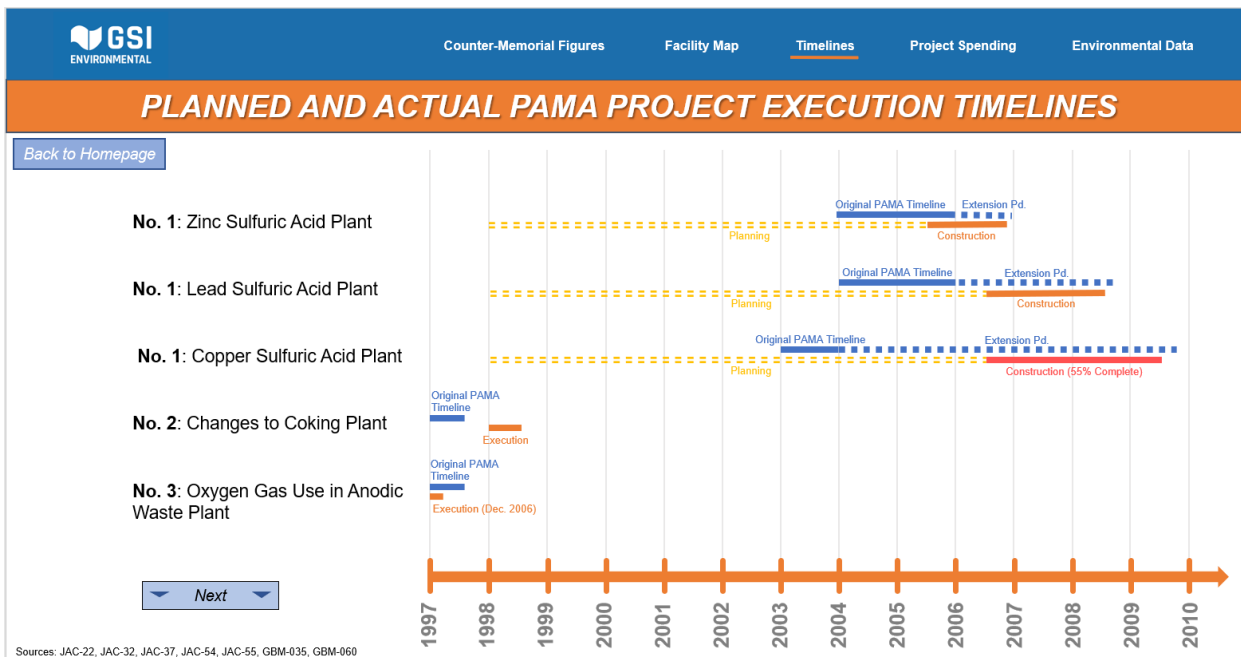 GSI
ENVIRONMENTAL
Counter-Memorial Figures
Facility Map
Timelines
Project Spending
Environmental Data
PLANNED AND ACTUAL PAMA PROJECT EXECUTION TIMELINES
Back to Homepage
No. 1: Zinc Sulfuric Acid Plant
Original PAMA Timeline
Extension Pd.
Planning
Construction
No. 1: Lead Sulfuric Acid Plant
Original PAMA Timeline
Extension Pd.
Planning
Construction
No. 1: Copper Sulfuric Acid Plant
Original PAMA Timeline
Extension Pd.
Planning
Construction (55% Complete)
No. 2: Changes to Coking Plant
Original PAMA
Timeline
Execution
No. 3: Oxygen Gas Use in Anodic
Waste Plant
Original PAMA
Timeline
Execution (Dec. 2006)
Next
1997
1998
1999
2000
2001
2002
2003
2004
2005
2006
2007
2008
2009
2010
Sources: JAC-22, JAC-32, JAC-37, JAC-54, JAC-55, GBM-035, GBM-060